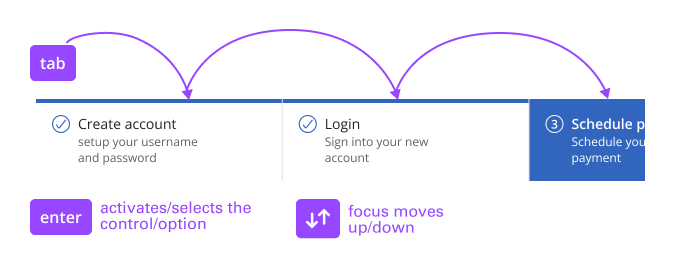 tab
Create account
setup your username
and password
Login
Sign into your new
account
3 Schedule p
Schedule you
payment
enter
activates/selects the
control/option
focus moves
up/down